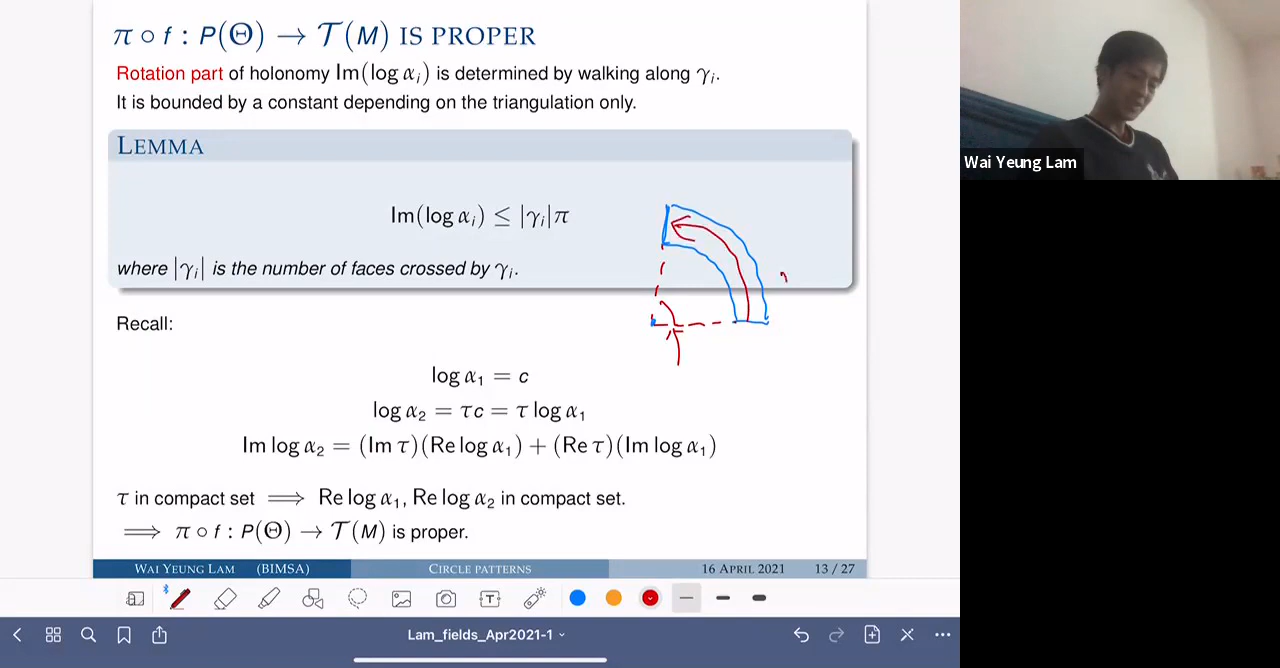 π ∘ f : P(Θ) → 𝒯(M) IS PROPER
Rotation part of holonomy Im(log αᵢ) is determined by walking along γᵢ.
It is bounded by a constant depending on the triangulation only.
LEMMA
Im(log αᵢ) ≤ |γᵢ|π
where |γᵢ| is the number of faces crossed by γᵢ.
Recall:
log α₁ = c
log α₂ = τc = τ log α₁
Im log α₂ = (Im τ)(Re log α₁) + (Re τ)(Im log α₁)
τ in compact set ⟹ Re log α₁, Re log α₂ in compact set.
⟹ π ∘ f : P(Θ) → 𝒯(M) is proper.
WAI YEUNG LAM (BIMSA) CIRCLE PATTERNS 16 APRIL 2021 13 / 27
Lam_fields_Apr2021-1
Wai Yeung Lam